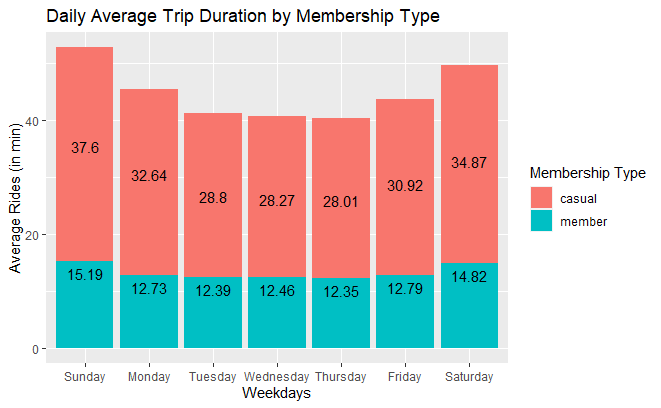 Daily Average Trip Duration by Membership Type
Average Rides (in min)
40
20
0
37.6
32.64
28.8
28.27
28.01
30.92
34.87
15.19
12.73
12.39
12.46
12.35
12.79
14.82
Sunday
Monday
Tuesday
Wednesday
Thursday
Friday
Saturday
Weekdays
Membership Type
casual
member